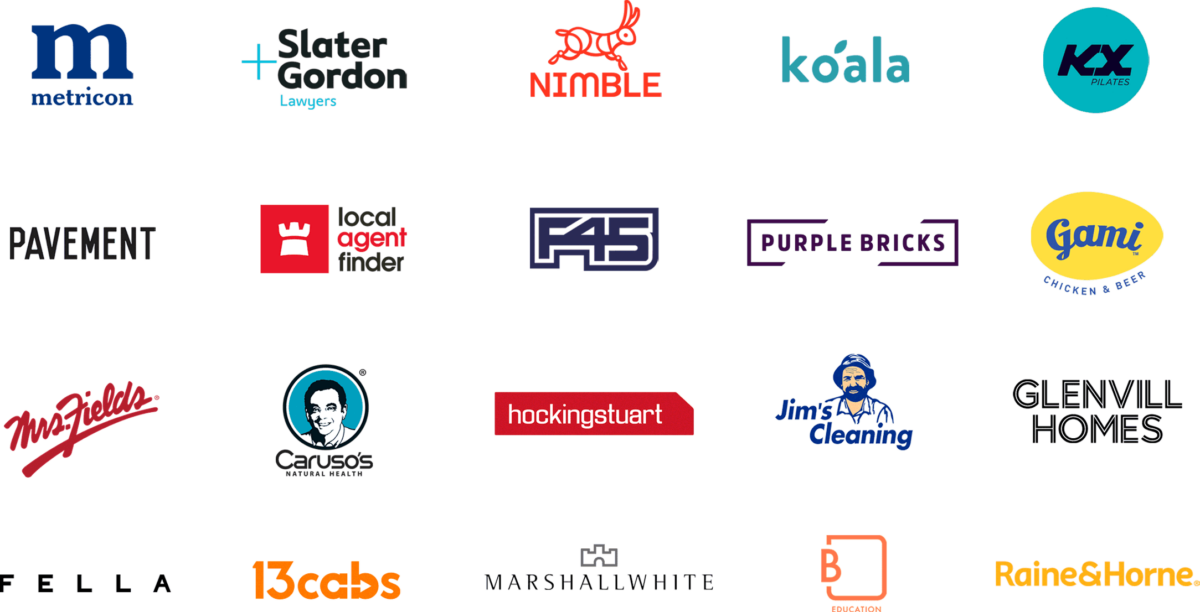 m
metricon
Slater
Gordon
Lawyers
NIMBLE
koala
KX
PILATES
PAVEMENT
local
agent
finder
F45
PURPLE BRICKS
Gami
™
CHICKEN & BEER
Mrs. Fields®
®
Caruso's
NATURAL HEALTH
hockingstuart
Jim's
Cleaning
GLENVILL
HOMES
FELLA
13cabs
MARSHALLWHITE
B
EDUCATION
Raine&Horne®